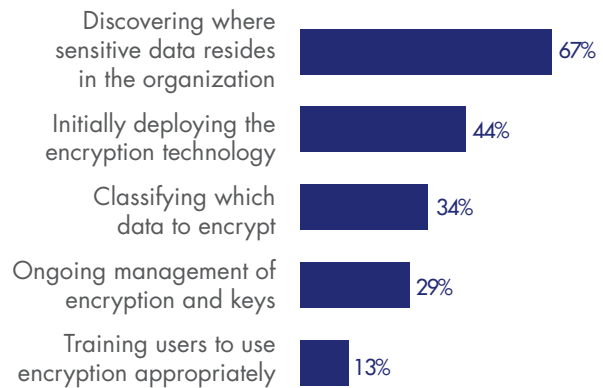 Discovering where
sensitive data resides
in the organization
67%
Initially deploying the
encryption technology
44%
Classifying which
data to encrypt
34%
Ongoing management of
encryption and keys
29%
Training users to use
encryption appropriately
13%